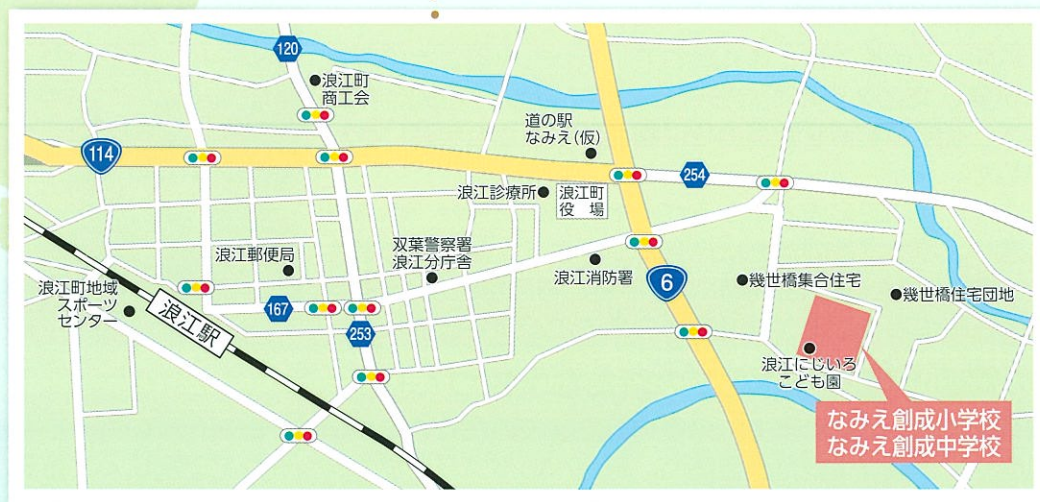 120
浪江町
商工会
道の駅
なみえ(仮)
114
254
浪江診療所
浪江町
役 場
双葉警察署
浪江分庁舎
浪江郵便局
浪江消防署
6
幾世橋集合住宅
幾世橋住宅団地
浪江町地域
スポーツ
センター
浪江駅
167
253
浪江にじいろ
こども園
なみえ創成小学校
なみえ創成中学校